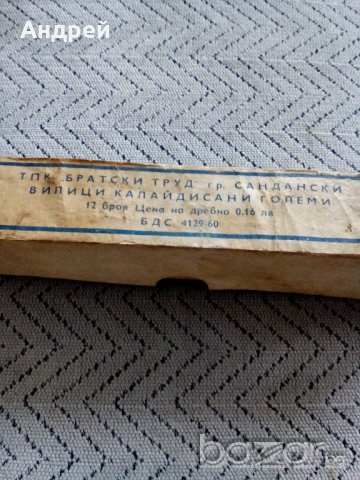 Андрей
ТПК „БРАТСКИ ТРУД" гр. САНДАНСКИ
ВИЛИЦИ КАЛАЙДИСАНИ ГОЛЕМИ
12 броя Цена на дребно 0.16 лв
БДС 4129-60
bazar